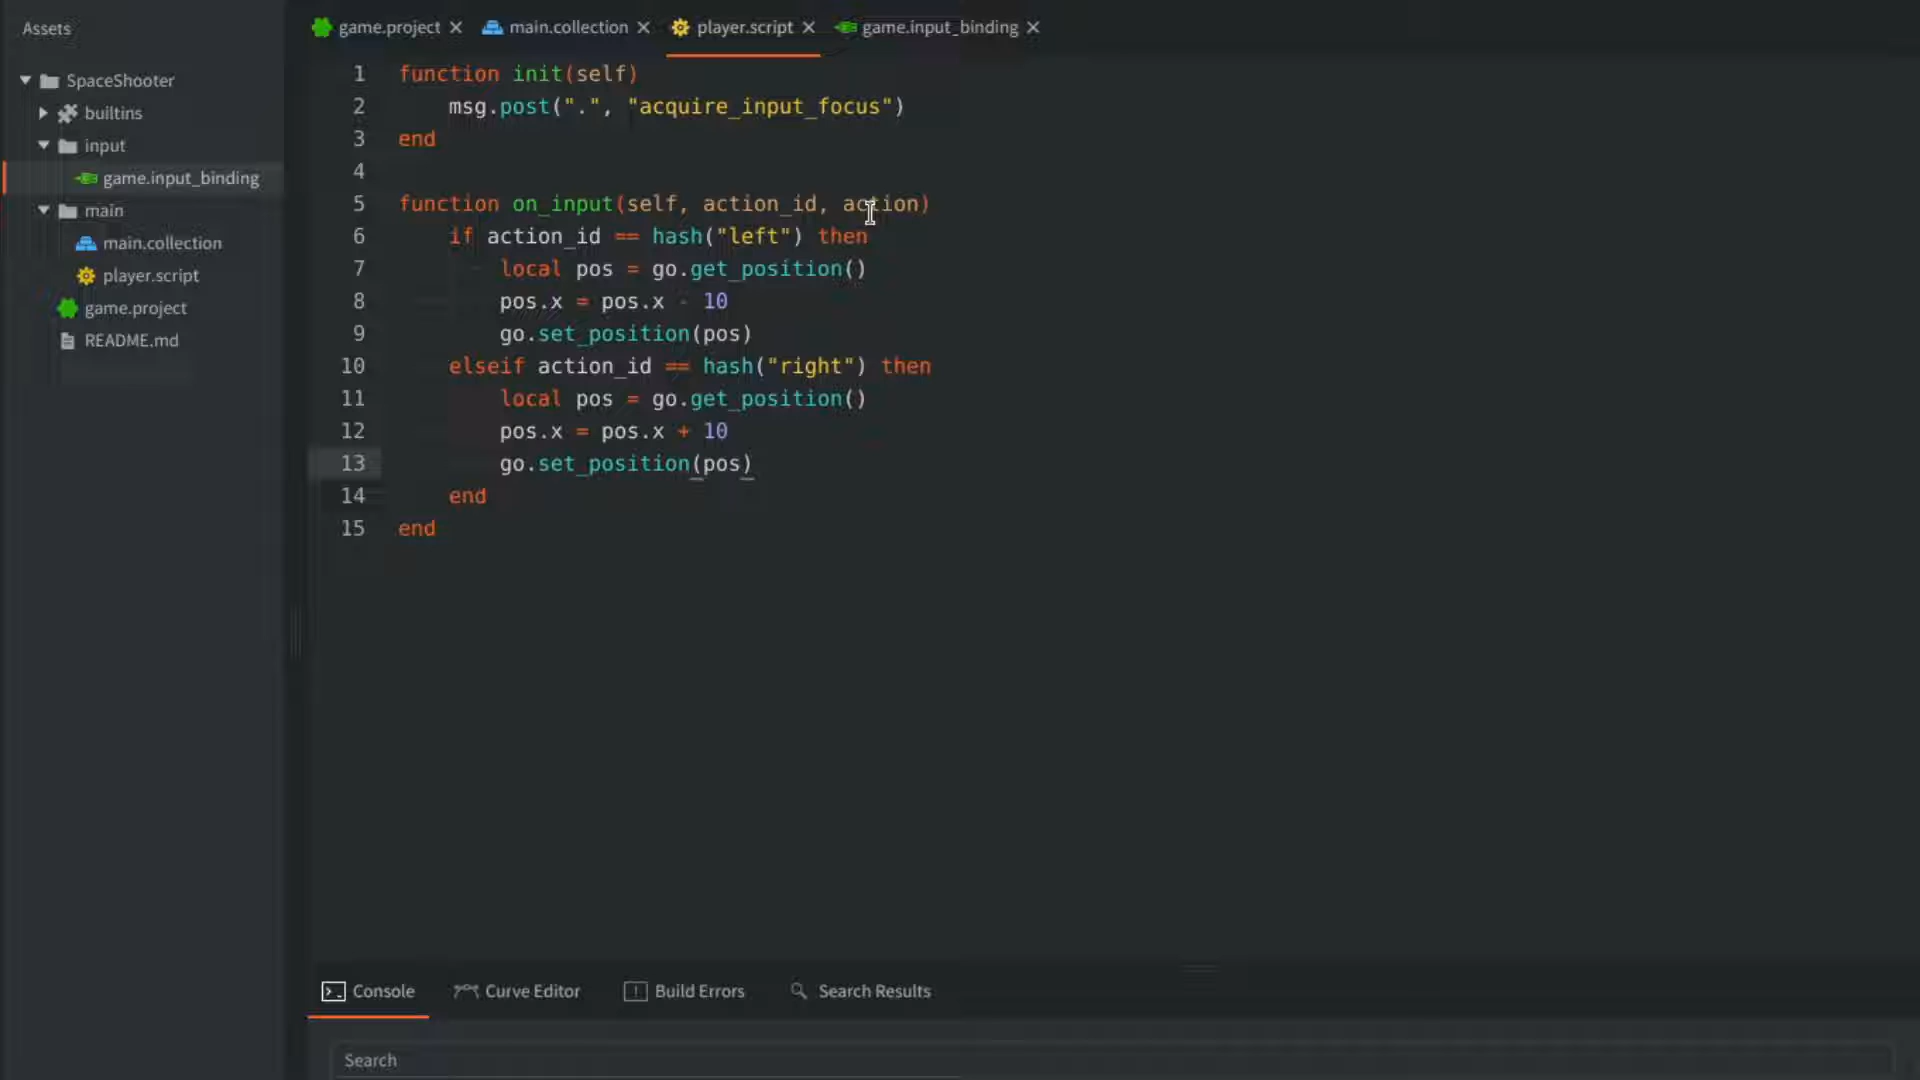 Assets
game.project
main.collection
player.script
game.input_binding
SpaceShooter
builtins
input
game.input_binding
main
main.collection
player.script
game.project
README.md
1 function init(self)
2 msg.post(".", "acquire_input_focus")
3 end
4
5 function on_input(self, action_id, action)
6 if action_id == hash("left") then
7 local pos = go.get_position()
8 pos.x = pos.x - 10
9 go.set_position(pos)
10 elseif action_id == hash("right") then
11 local pos = go.get_position()
12 pos.x = pos.x + 10
13 go.set_position(pos)
14 end
15 end
Console
Curve Editor
Build Errors
Search Results
Search